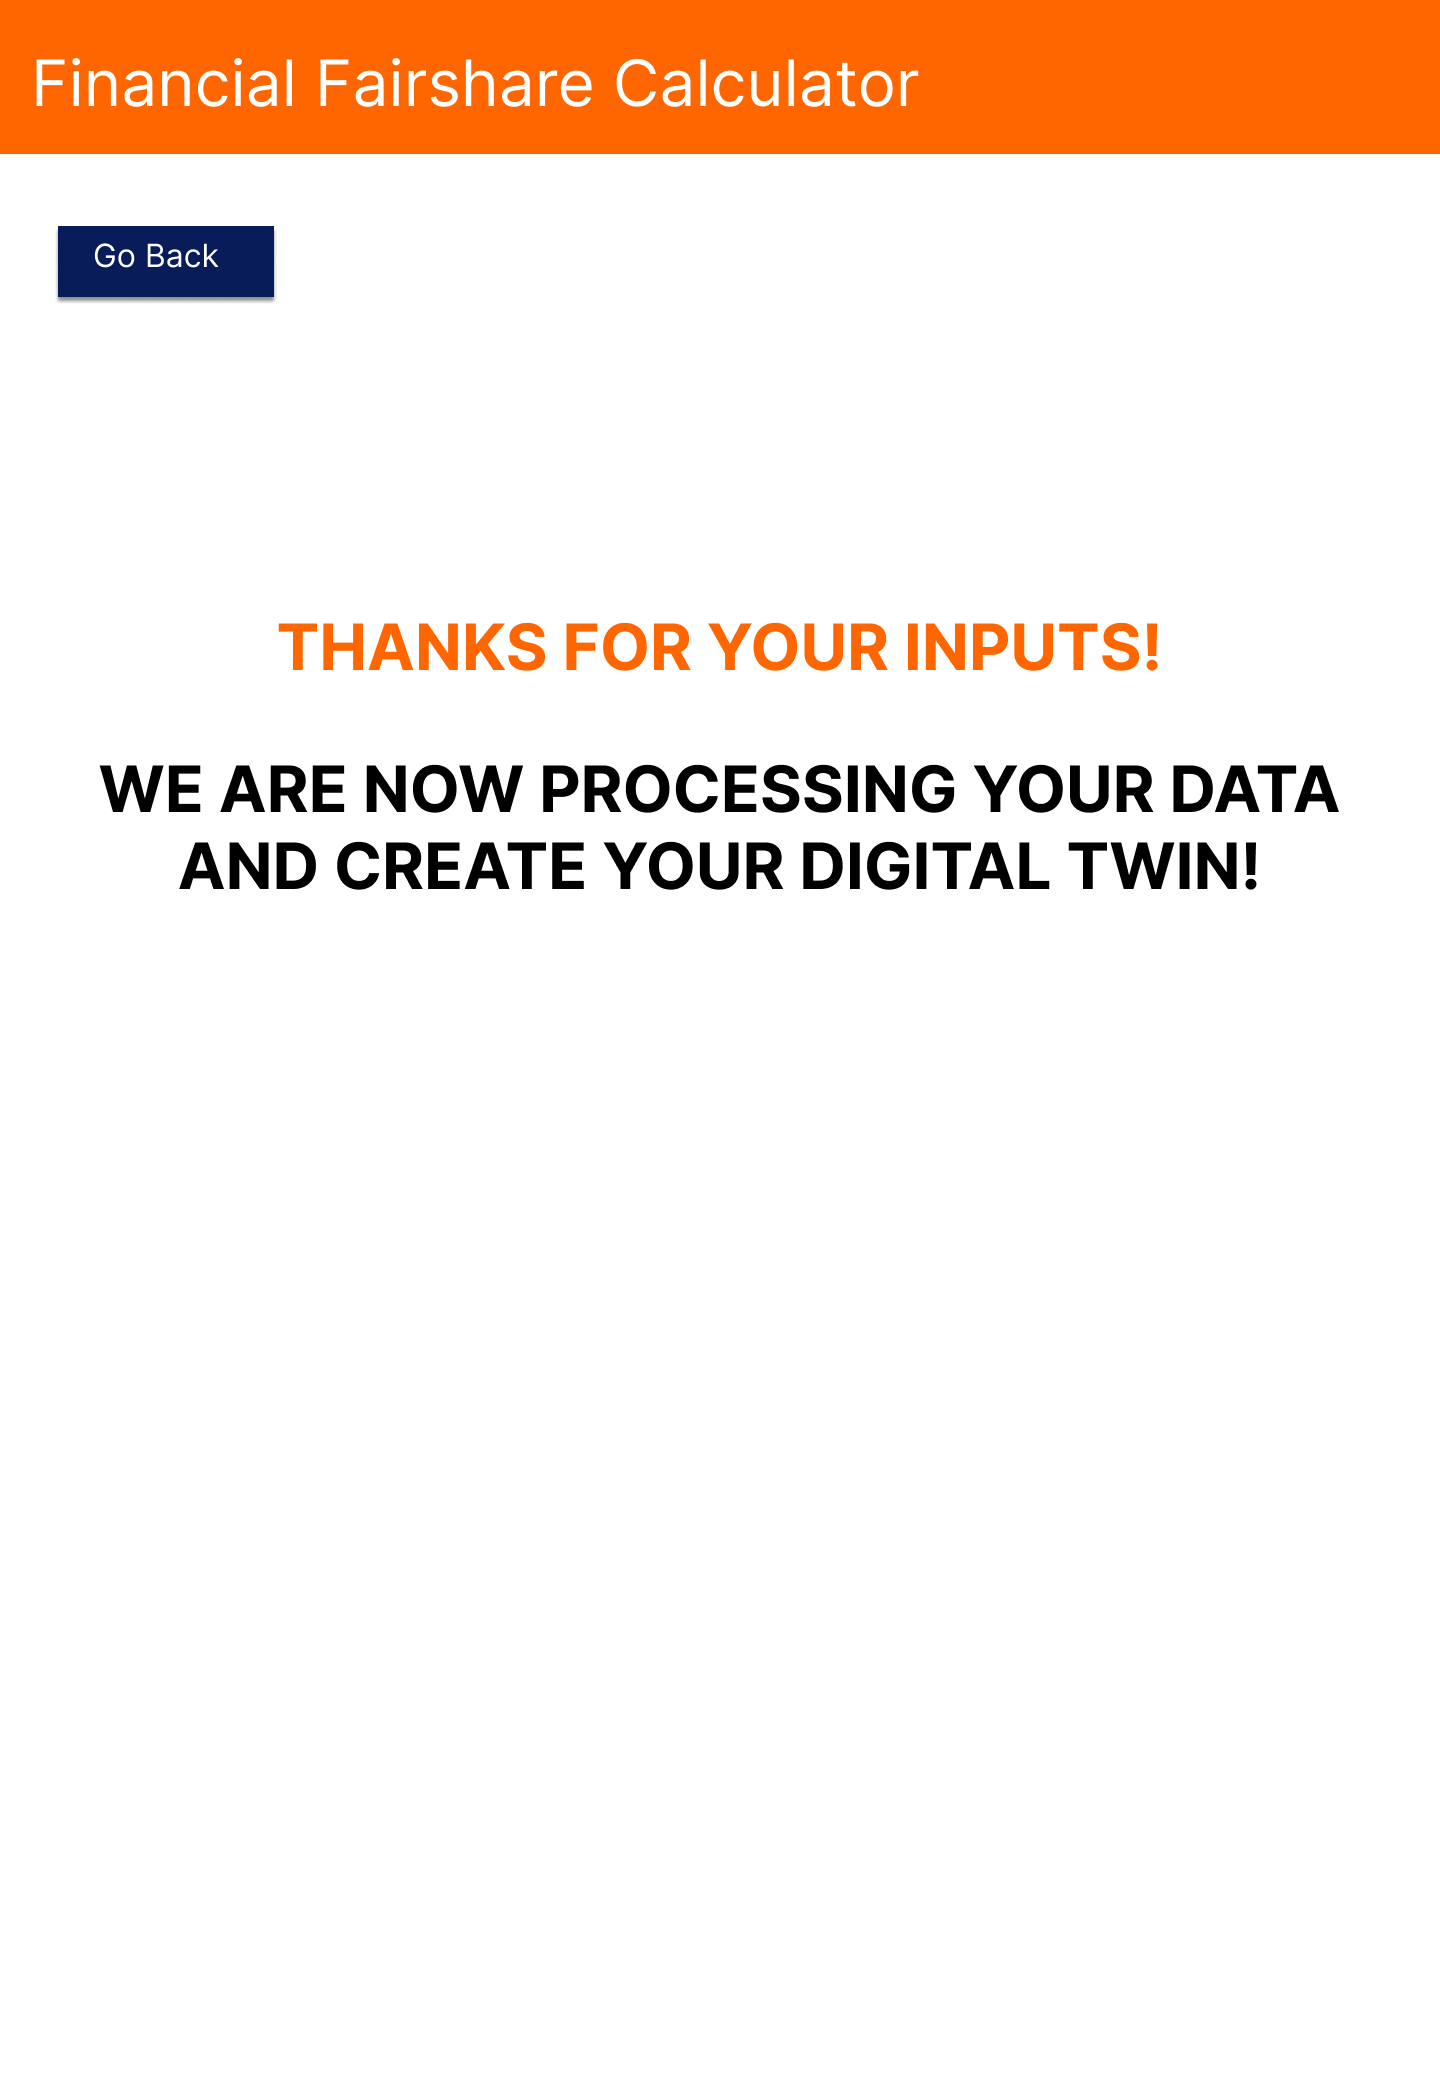 Financial Fairshare Calculator
Go Back
THANKS FOR YOUR INPUTS!
WE ARE NOW PROCESSING YOUR DATA
AND CREATE YOUR DIGITAL TWIN!